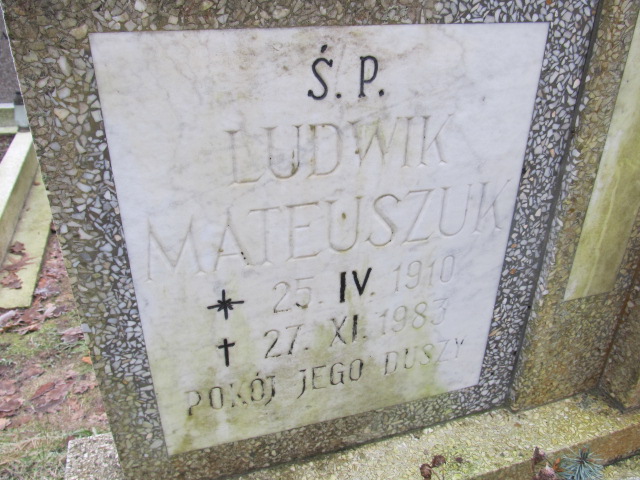 Ś.P.
LUDWIK
MATEUSZUK
* 25. IV. 1910
† 27. XI. 1983
POKÓJ JEGO DUSZY